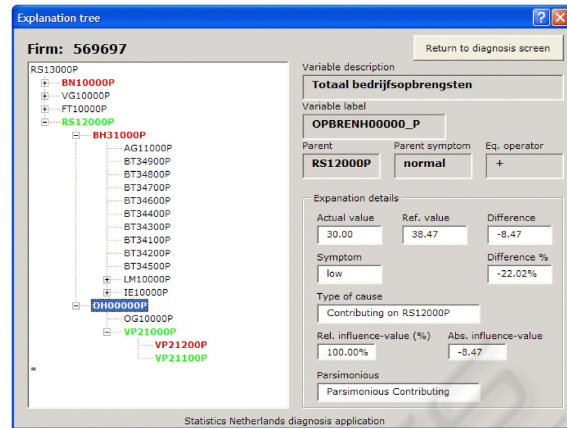 Explanation tree
Firm: 569697
Return to diagnosis screen
RS13000P
BN10000P
VG10000P
FT10000P
RS12000P
BH31000P
AG11000P
BT34900P
BT34800P
BT34700P
BT34600P
BT34400P
BT34300P
BT34100P
BT34200P
BT34500P
LM10000P
IE10000P
OH00000P
OG10000P
VP21000P
VP21200P
VP21100P
*
Variable description
Totaal bedrijfsopbrengsten
Variable label
OPBRENH00000_P
Parent Parent symptom Eq. operator
RS12000P normal +
Expanation details
Actual value Ref. value Difference
30.00 38.47 -8.47
Symptom Difference %
low -22.02%
Type of cause
Contributing on RS12000P
Rel. influence-value (%) Abs. influence-value
100.00% -8.47
Parsimonious
Parsimonious Contributing
Statistics Netherlands diagnosis application